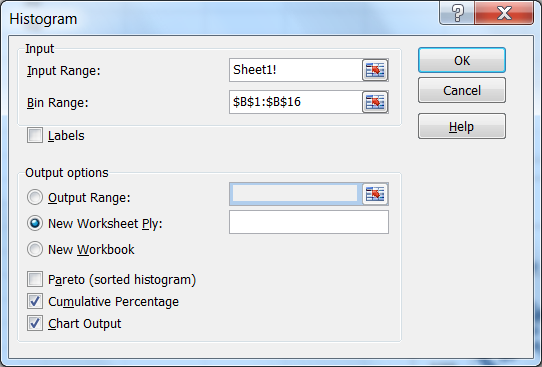 Histogram
?
Input
Input Range: Sheet1!
OK
Bin Range: $B$1:$B$16
Cancel
Labels
Help
Output options
Output Range:
New Worksheet Ply:
New Workbook
Pareto (sorted histogram)
Cumulative Percentage
Chart Output